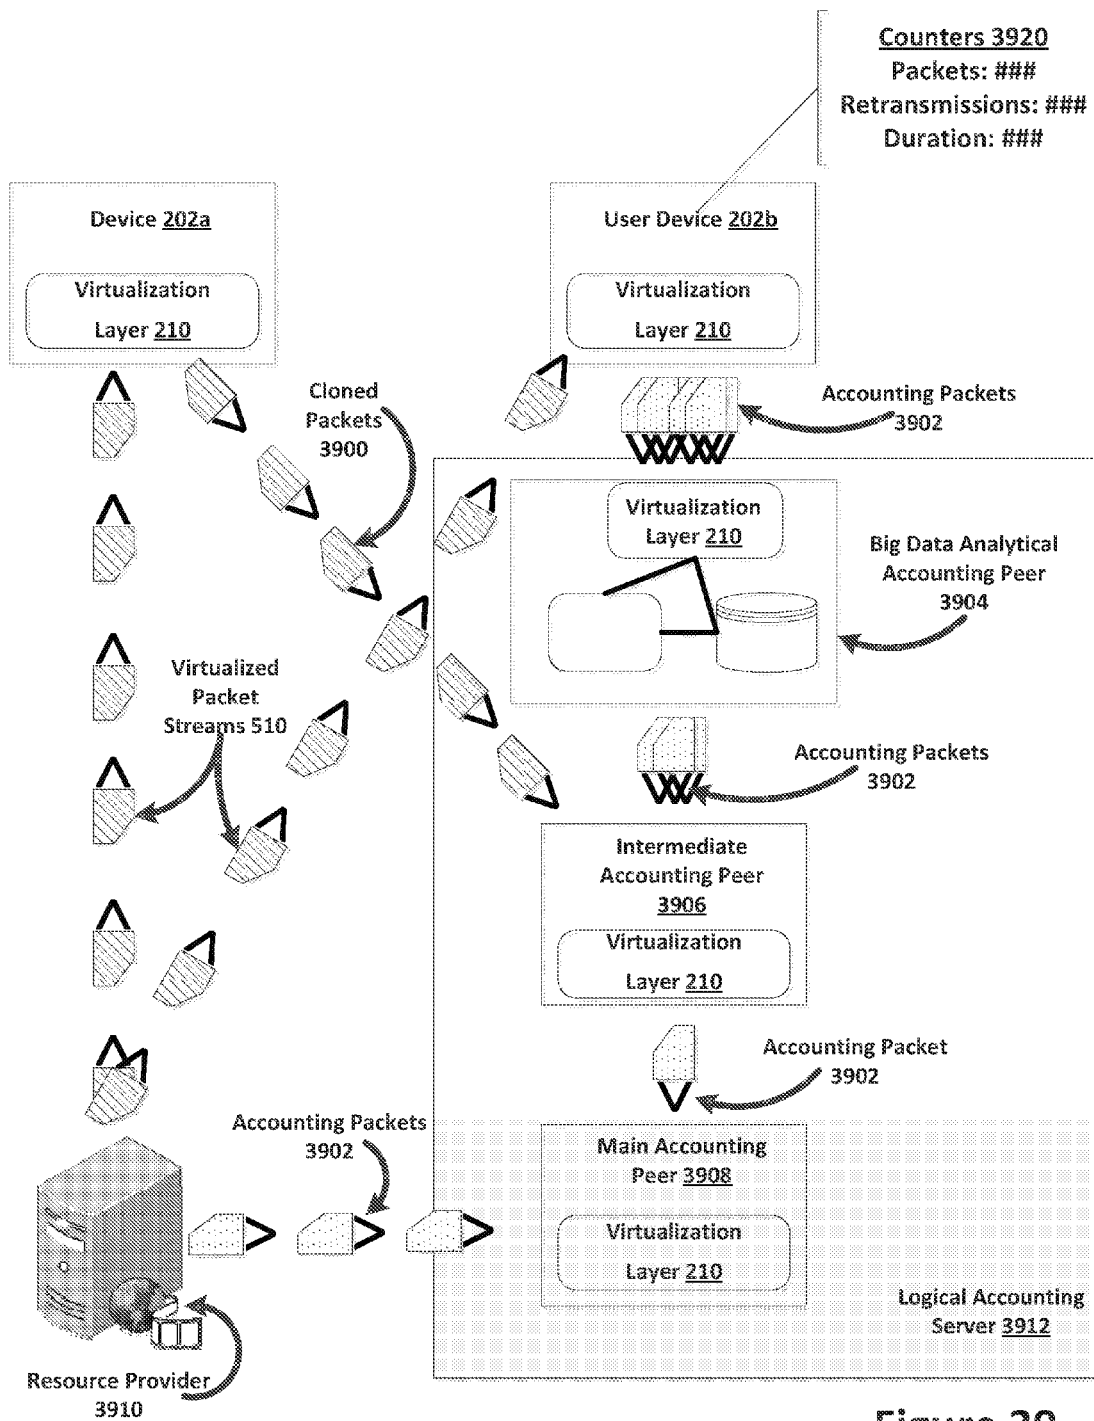 Counters 3920
Packets: ###
Retransmissions: ###
Duration: ###
Device 202a
Virtualization
Layer 210
User Device 202b
Virtualization
Layer 210
Cloned
Packets
3900
Accounting Packets
3902
Virtualization
Layer 210
Big Data Analytical
Accounting Peer
3904
Virtualized
Packet
Streams 510
Accounting Packets
3902
Intermediate
Accounting Peer
3906
Virtualization
Layer 210
Accounting Packet
3902
Accounting Packets
3902
Main Accounting
Peer 3908
Virtualization
Layer 210
Logical Accounting
Server 3912
Resource Provider
3910
Figure 39